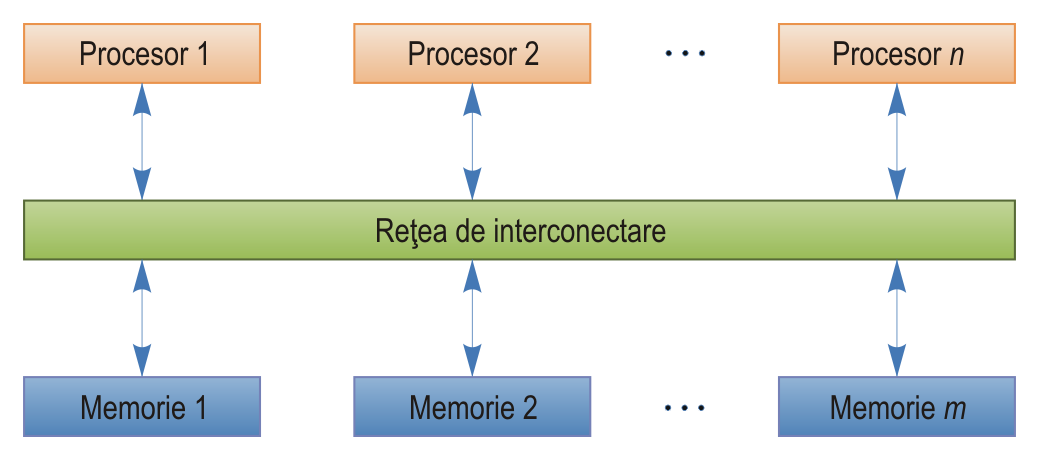 Procesor 1
Procesor 2
...
Procesor n
Reţea de interconectare
Memorie 1
Memorie 2
...
Memorie m